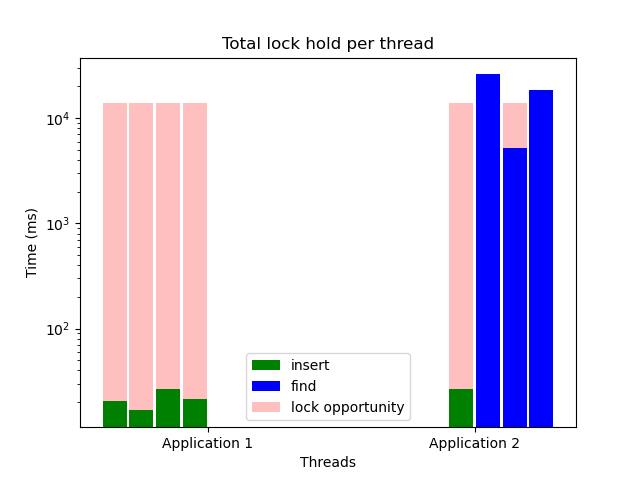 Total lock hold per thread
Time (ms)
10⁴
10³
10²
insert
find
lock opportunity
Application 1
Application 2
Threads